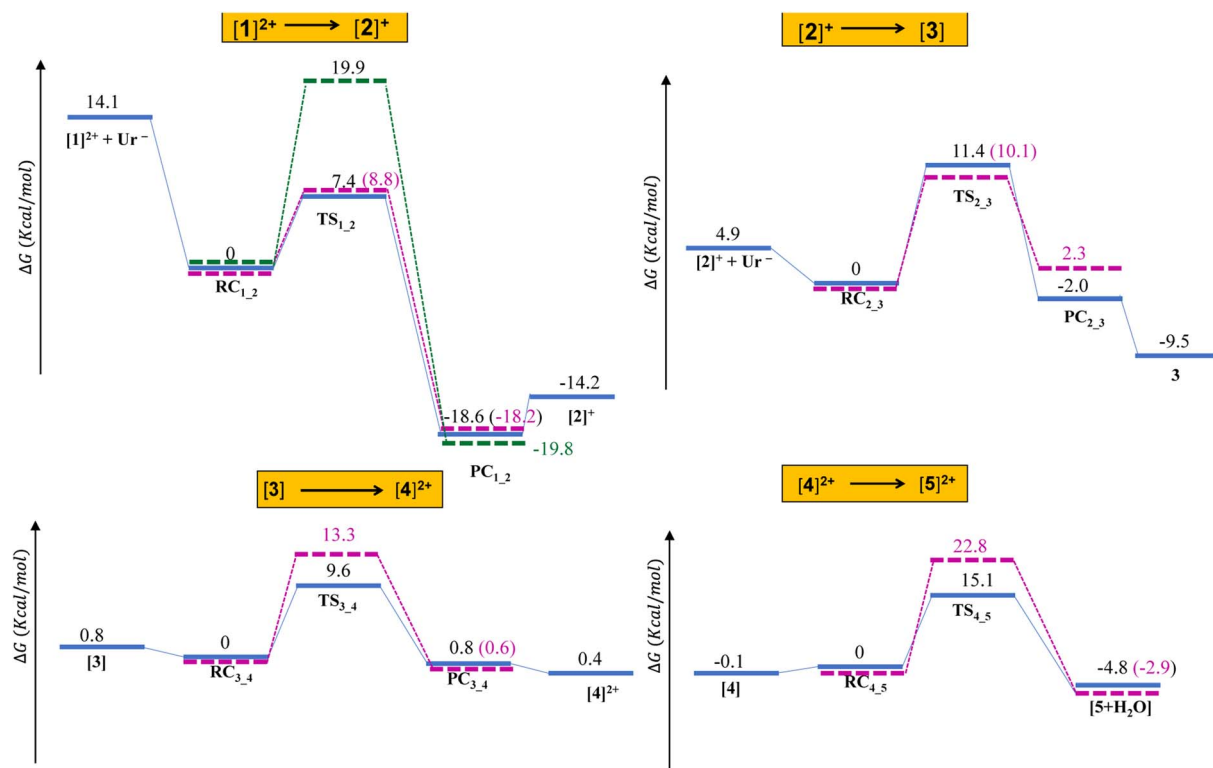 [1]²⁺ ⟶ [2]⁺
ΔG (Kcal/mol)
14.1
[1]²⁺ + Ur⁻
0
RC₁_₂
19.9
7.4 (8.8)
TS₁_₂
-18.6 (-18.2)
-19.8
PC₁_₂
-14.2
[2]⁺
[2]⁺ ⟶ [3]
ΔG (Kcal/mol)
4.9
[2]⁺ + Ur⁻
0
RC₂_₃
11.4 (10.1)
TS₂_₃
2.3
-2.0
PC₂_₃
-9.5
3
[3] ⟶ [4]²⁺
ΔG (Kcal/mol)
0.8
[3]
0
RC₃_₄
13.3
9.6
TS₃_₄
0.8 (0.6)
PC₃_₄
0.4
[4]²⁺
[4]²⁺ ⟶ [5]²⁺
ΔG (Kcal/mol)
-0.1
[4]
0
RC₄_₅
22.8
15.1
TS₄_₅
-4.8 (-2.9)
[5+H₂O]